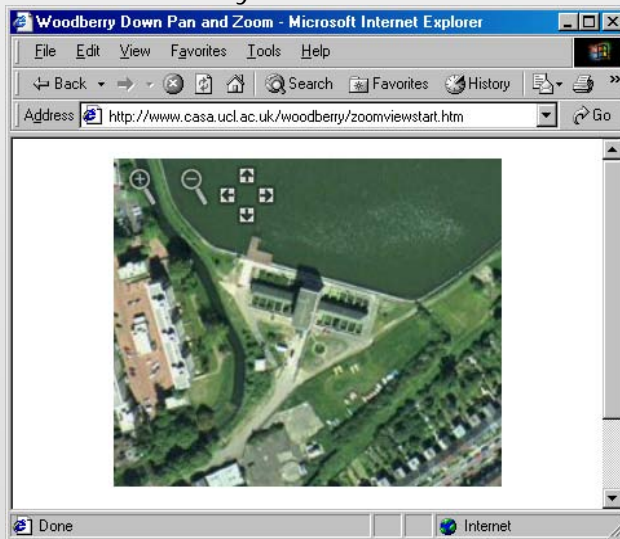 Woodberry Down Pan and Zoom - Microsoft Internet Explorer
File Edit View Favorites Tools Help
Back Search Favorites History »
Address http://www.casa.ucl.ac.uk/woodberry/zoomviewstart.htm Go
Done Internet